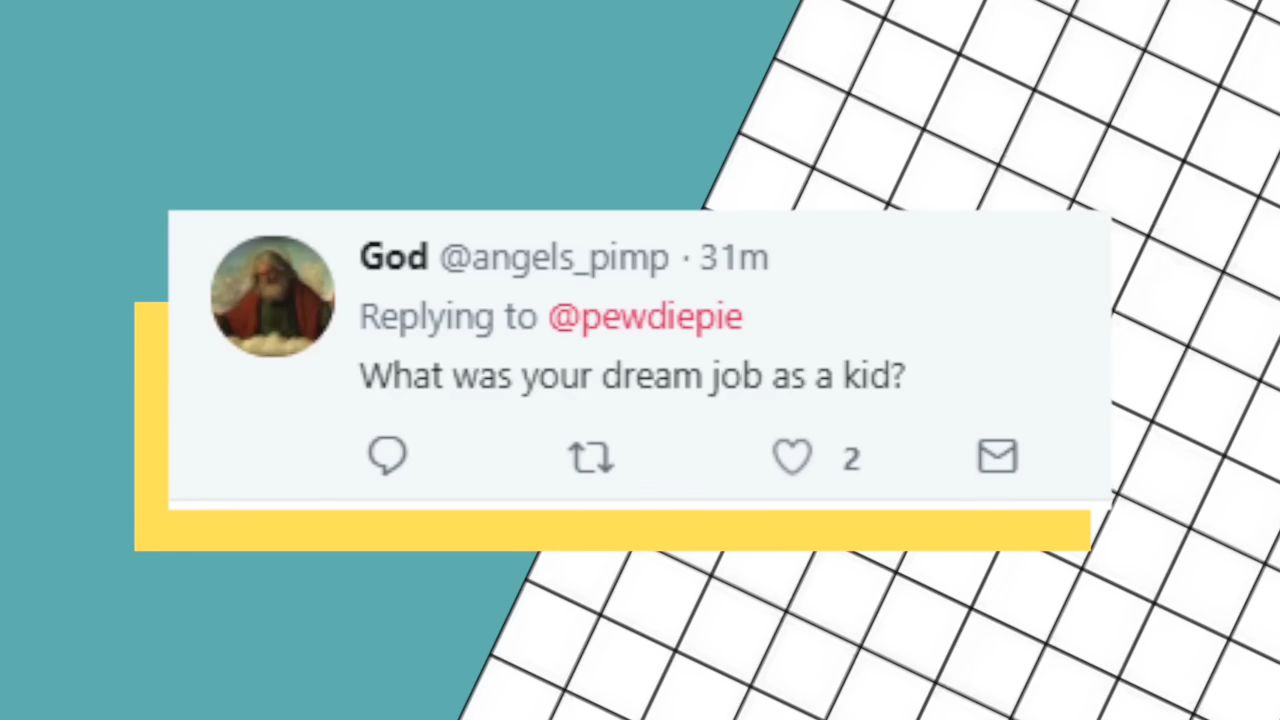 God @angels_pimp · 31m
Replying to @pewdiepie
What was your dream job as a kid?
2